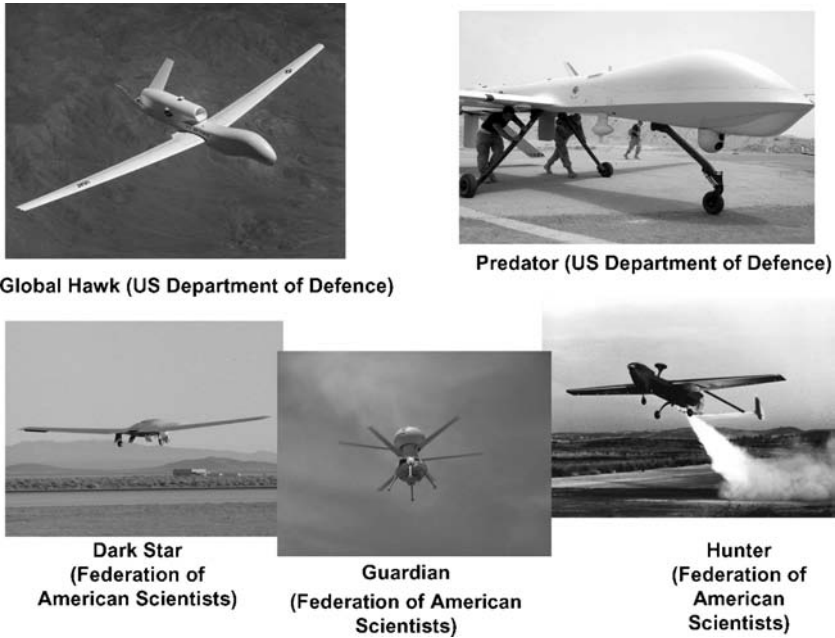 Global Hawk (US Department of Defence)
Predator (US Department of Defence)
Dark Star
(Federation of
American Scientists)
Guardian
(Federation of American
Scientists)
Hunter
(Federation of
American
Scientists)